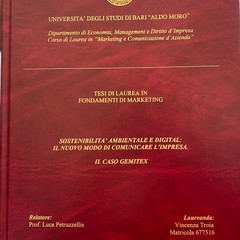 UNIVERSITA' DEGLI STUDI DI BARI "ALDO MORO"
Dipartimento di Economia, Management e Diritto d'Impresa
Corso di Laurea in "Marketing e Comunicazione d'Azienda"
TESI DI LAUREA IN
FONDAMENTI DI MARKETING
SOSTENIBILITA' AMBIENTALE E DIGITAL:
IL NUOVO MODO DI COMUNICARE L'IMPRESA.
IL CASO GEMITEX
Relatore:
Prof. Luca Petruzzellis
Laureanda:
Vincenza Troia
Matricola 677516